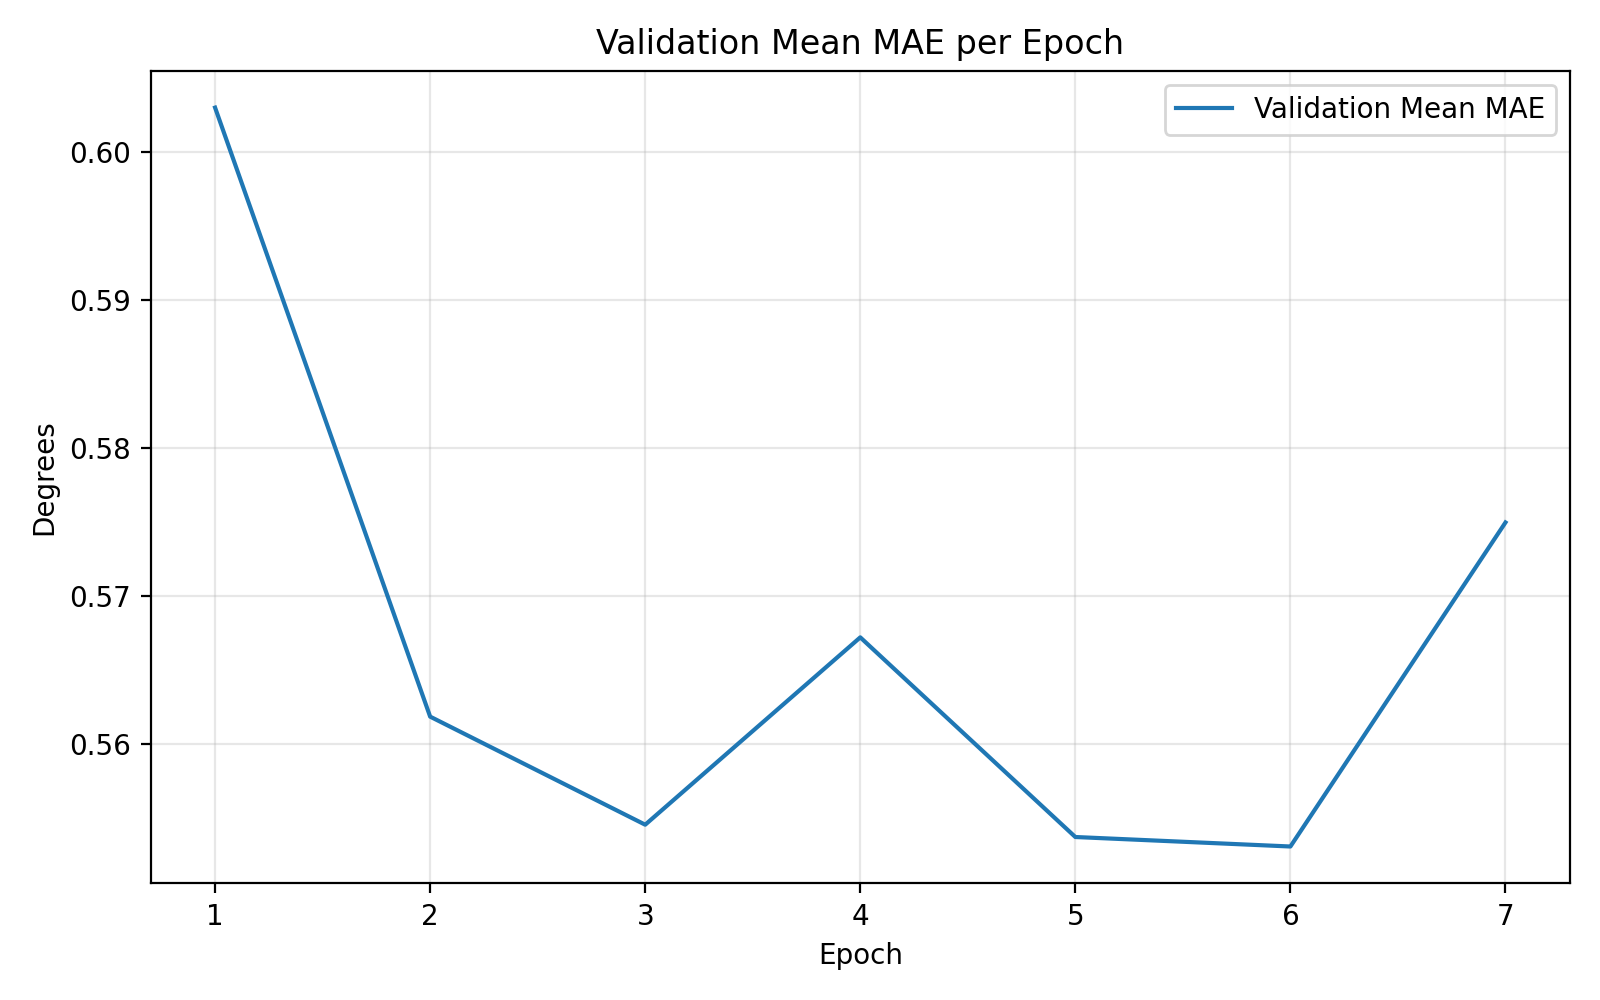 Validation Mean MAE per Epoch
Validation Mean MAE
0.60
0.59
0.58
0.57
0.56
Degrees
1 2 3 4 5 6 7
Epoch